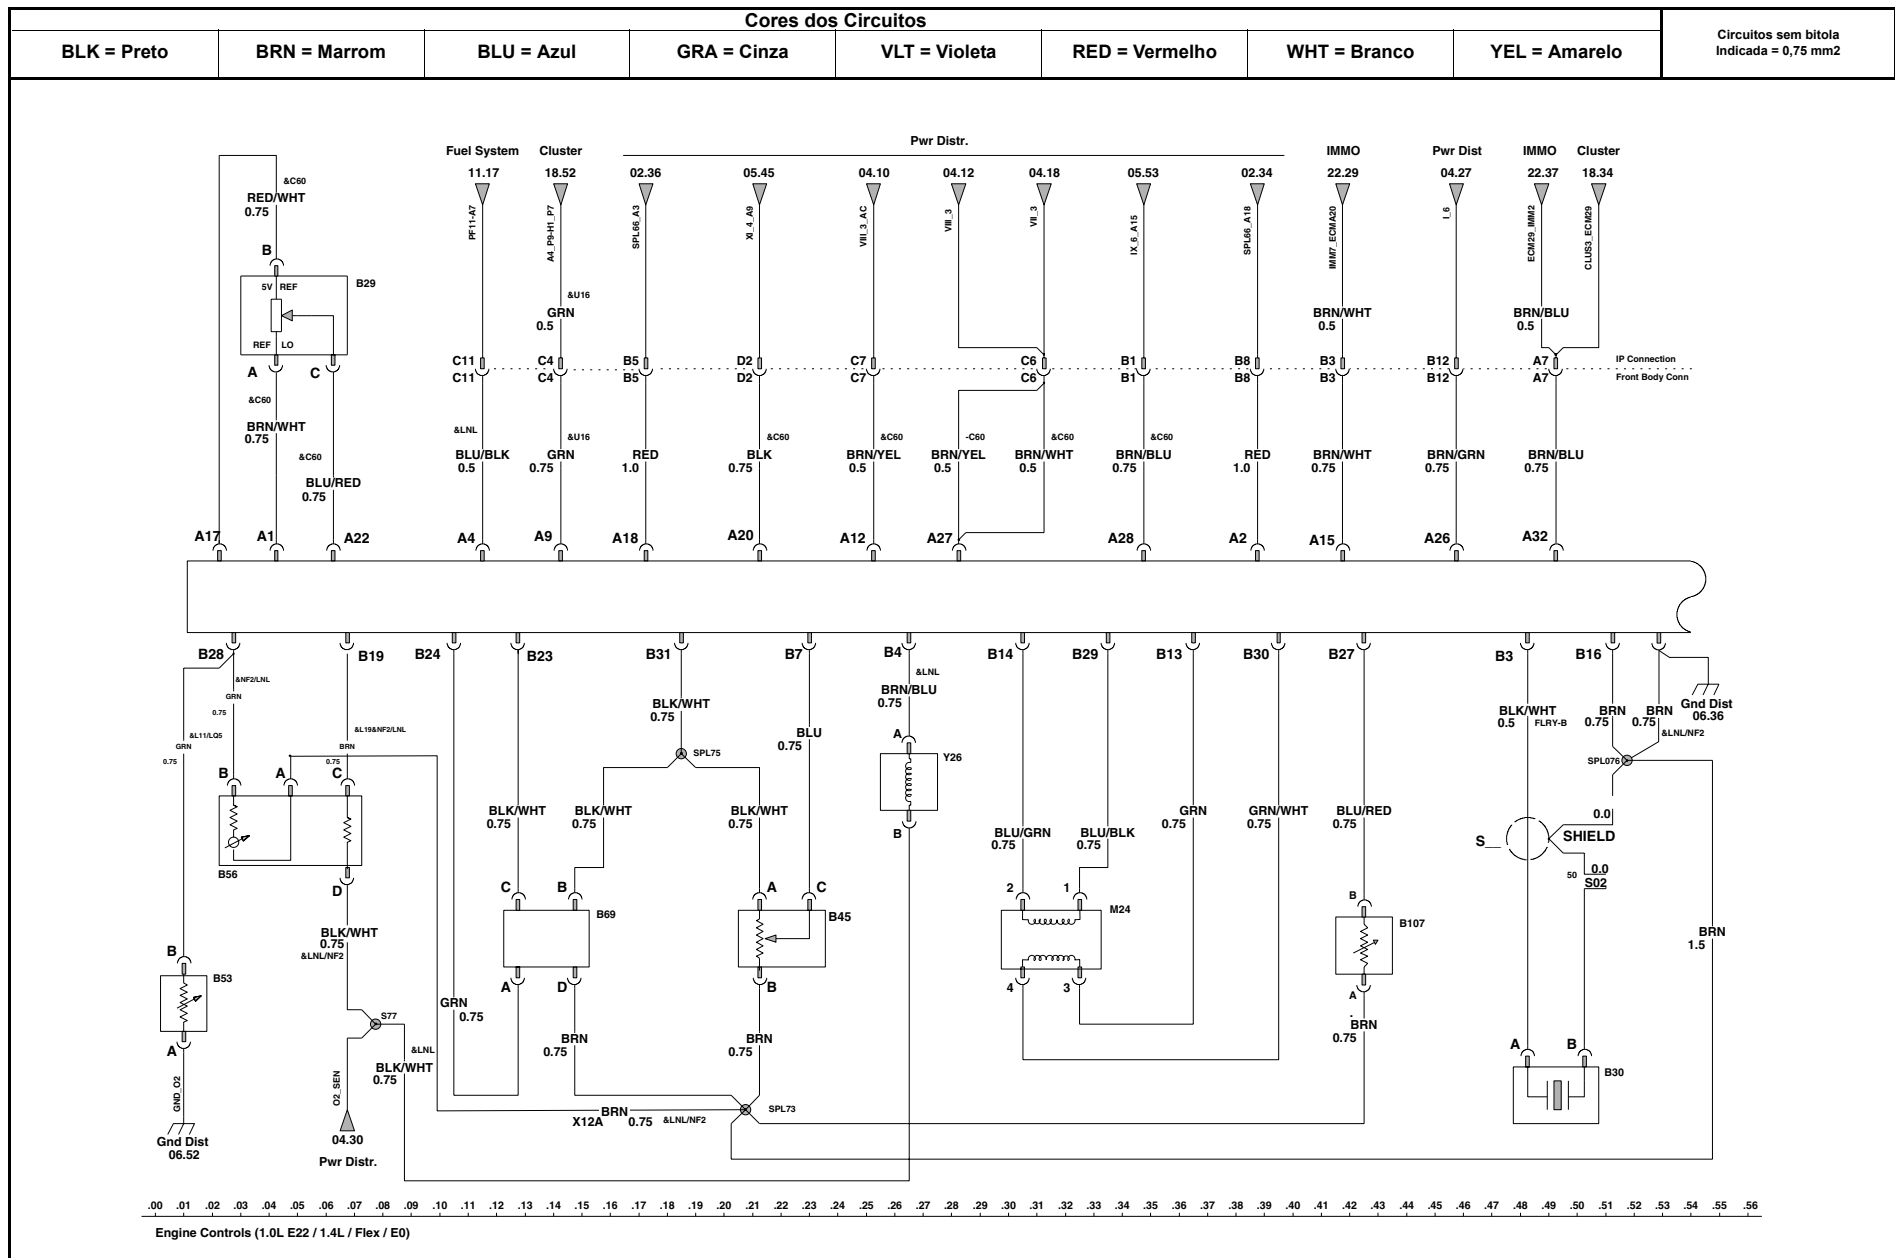 Cores dos Circuitos
BLK = Preto
BRN = Marrom
BLU = Azul
GRA = Cinza
VLT = Violeta
RED = Vermelho
WHT = Branco
YEL = Amarelo
Circuitos sem bitola
Indicada = 0,75 mm2
Pwr Distr.
Fuel System
Cluster
IMMO
Pwr Dist
IMMO
Cluster
11.17
18.52
02.36
05.45
04.10
04.12
04.18
05.53
02.34
22.29
04.27
22.37
18.34
PF11-A7
A4_P9-H1_P7
SPL66_A3
XI_4_A9
VIII_3_AC
VIII_3
VII_3
IX_6_A15
SPL66_A18
IMM7_ECMA20
I_6
ECM29_IMM2
CLUS3_ECM29
&C60
RED/WHT
0.75
B
5V REF
B29
REF LO
A
C
&U16
GRN
0.5
BRN/WHT
0.5
BRN/BLU
0.5
C11
C4
B5
D2
C7
C6
B1
B8
B3
B12
A7
IP Connection
C11
C4
B5
D2
C7
C6
B1
B8
B3
B12
A7
Front Body Conn
&C60
BRN/WHT
0.75
&C60
BLU/RED
0.75
&LNL
BLU/BLK
0.5
&U16
GRN
0.75
RED
1.0
&C60
BLK
0.75
&C60
BRN/YEL
0.5
-C60
BRN/YEL
0.5
&C60
BRN/WHT
0.5
&C60
BRN/BLU
0.75
RED
1.0
BRN/WHT
0.75
BRN/GRN
0.75
BRN/BLU
0.75
A17
A1
A22
A4
A9
A18
A20
A12
A27
A28
A2
A15
A26
A32
B28
B19
B24
B23
B31
B7
B4
B14
B29
B13
B30
B27
B3
B16
&NF2/LNL
GRN
0.75
&L11/LQ5
GRN
0.75
&L19&NF2/LNL
BRN
0.75
B
A
C
B56
D
BLK/WHT
0.75
&LNL/NF2
B
B53
A
GND_O2
Gnd Dist
06.52
S77
O2_SEN
04.30
Pwr Distr.
&LNL
BLK/WHT
0.75
GRN
0.75
BLK/WHT
0.75
BLK/WHT
0.75
SPL75
BLK/WHT
0.75
BLK/WHT
0.75
BLU
0.75
C
B
B69
A
D
BRN
0.75
A
C
B45
B
BRN
0.75
BRN
X12A
0.75
&LNL/NF2
SPL73
&LNL
BRN/BLU
0.75
A
Y26
B
BLU/GRN
0.75
BLU/BLK
0.75
GRN
0.75
GRN/WHT
0.75
BLU/RED
0.75
2
1
M24
4
3
B
B107
A
BRN
0.75
BLK/WHT
0.5
FLRY-B
BRN
0.75
BRN
0.75
Gnd Dist
06.36
&LNL/NF2
SPL076
0.0
S__
SHIELD
50
0.0
S02
BRN
1.5
A
B
B30
.00 .01 .02 .03 .04 .05 .06 .07 .08 .09 .10 .11 .12 .13 .14 .15 .16 .17 .18 .19 .20 .21 .22 .23 .24 .25 .26 .27 .28 .29 .30 .31 .32 .33 .34 .35 .36 .37 .38 .39 .40 .41 .42 .43 .44 .45 .46 .47 .48 .49 .50 .51 .52 .53 .54 .55 .56
Engine Controls (1.0L E22 / 1.4L / Flex / E0)